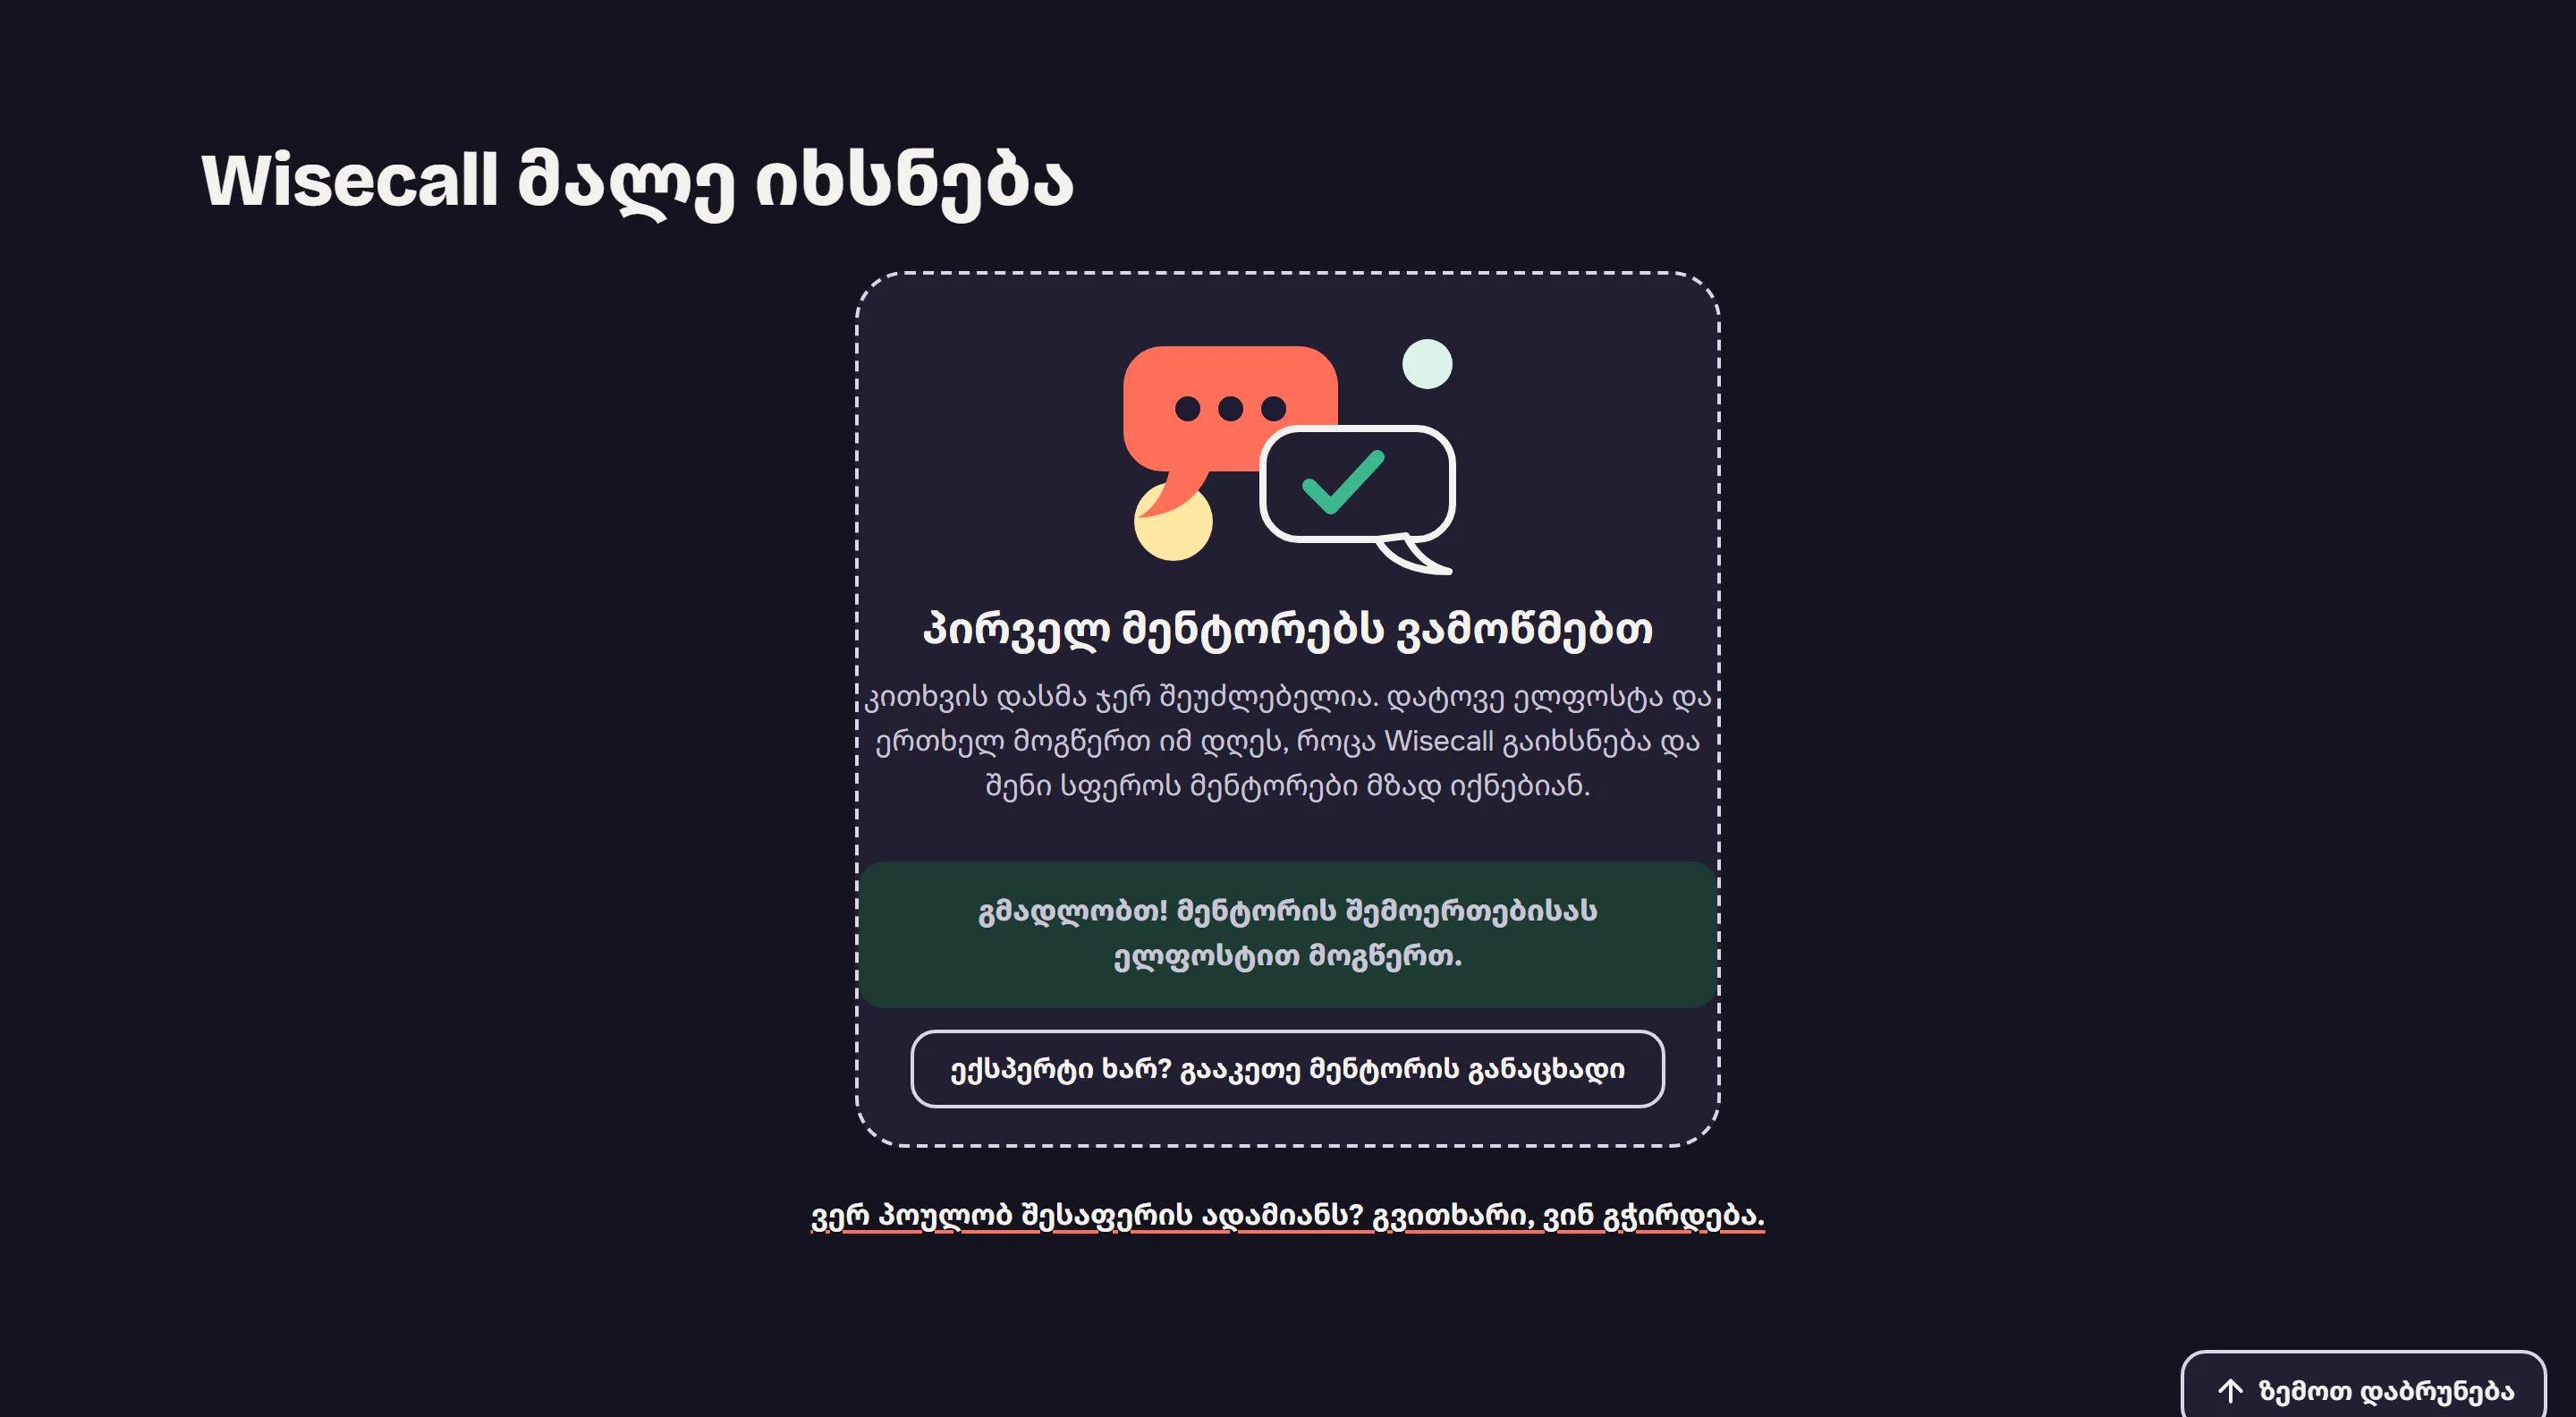 Wisecall მალე იხსნება
პირველ მენტორებს ვამოწმებთ
კითხვის დასმა ჯერ შეუძლებელია. დატოვე ელფოსტა და
ერთხელ მოგწერთ იმ დღეს, როცა Wisecall გაიხსნება და
შენი სფეროს მენტორები მზად იქნებიან.
გმადლობთ! მენტორის შემოერთებისას
ელფოსტით მოგწერთ.
ექსპერტი ხარ? გააკეთე მენტორის განაცხადი
ვერ პოულობ შესაფერის ადამიანს? გვითხარი, ვინ გჭირდება.
ზემოთ დაბრუნება